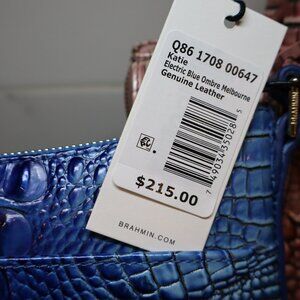 Q86 1708 00647
Katie
Electric Blue Ombre Melbourne
Genuine Leather
$215.00
BRAHMIN.COM